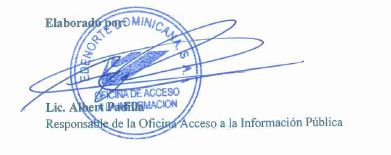 Elaborado por:
EDENORTE DOMINICANA, S. A.
OFICINA DE ACCESO
A LA INFORMACION
Lic. Albert Padilla
Responsable de la Oficina Acceso a la Información Pública